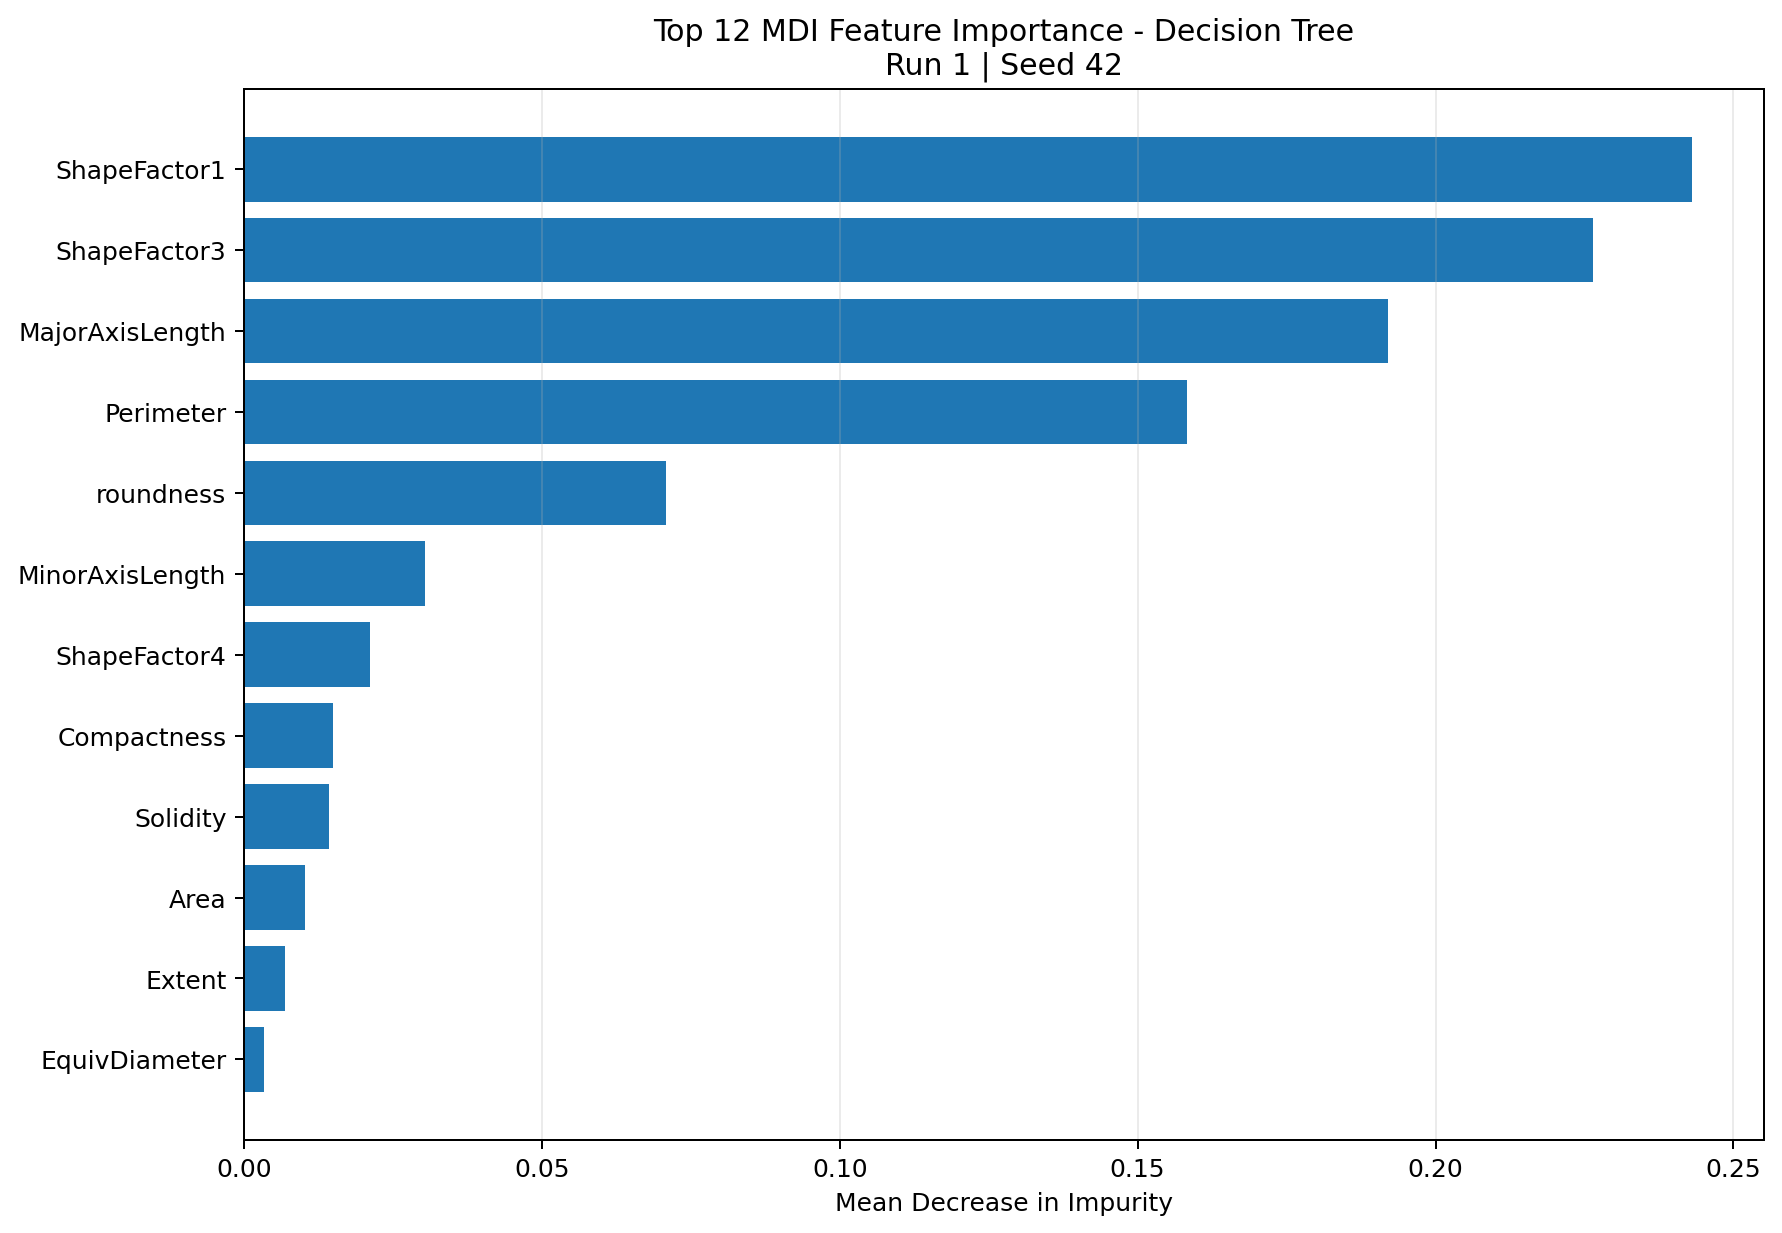 Top 12 MDI Feature Importance - Decision Tree
Run 1 | Seed 42
ShapeFactor1
ShapeFactor3
MajorAxisLength
Perimeter
roundness
MinorAxisLength
ShapeFactor4
Compactness
Solidity
Area
Extent
EquivDiameter
0.00 0.05 0.10 0.15 0.20 0.25
Mean Decrease in Impurity